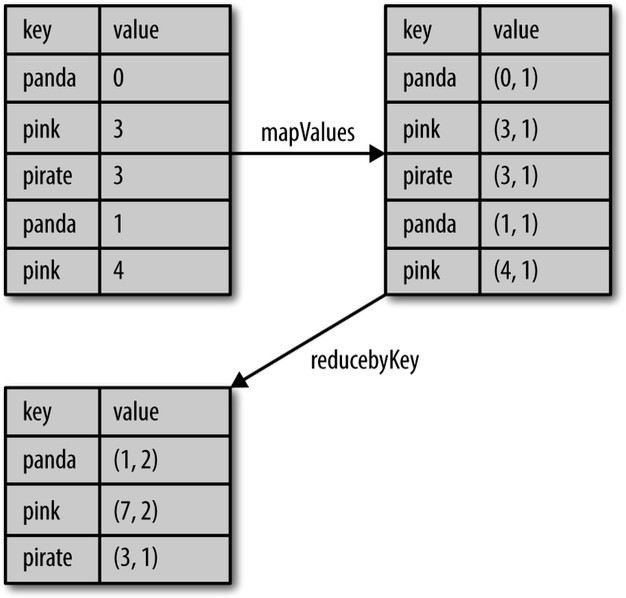 key value
panda 0
pink 3
pirate 3
panda 1
pink 4
mapValues
key value
panda (0, 1)
pink (3, 1)
pirate (3, 1)
panda (1, 1)
pink (4, 1)
reducebyKey
key value
panda (1, 2)
pink (7, 2)
pirate (3, 1)